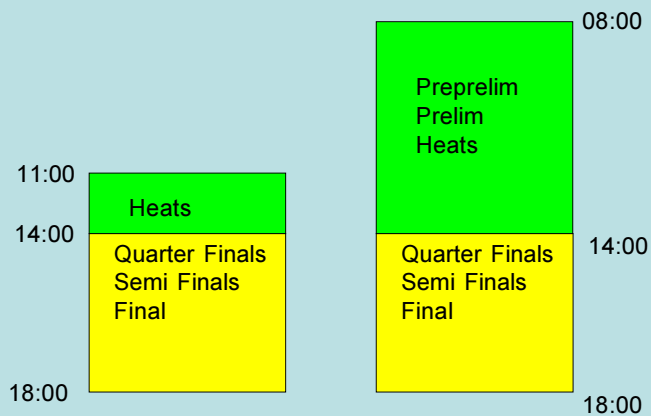 11:00
Heats
14:00
Quarter Finals
Semi Finals
Final
18:00
08:00
Preprelim
Prelim
Heats
14:00
Quarter Finals
Semi Finals
Final
18:00